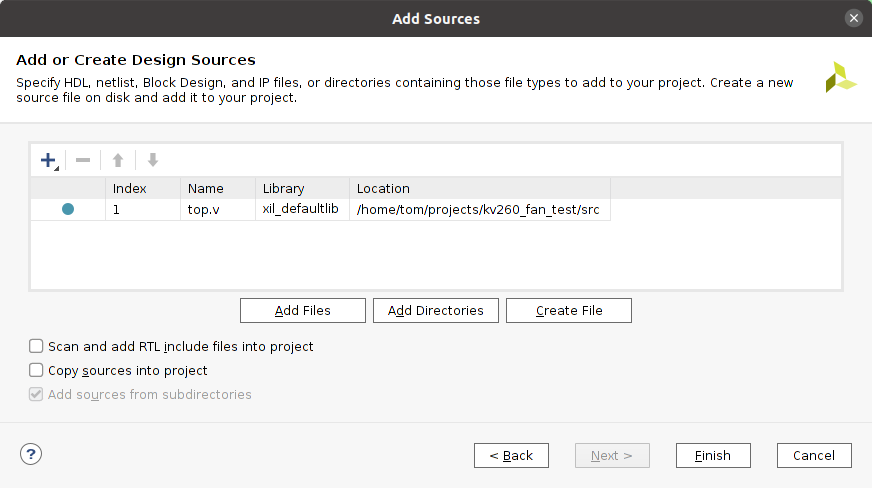 Add Sources
Add or Create Design Sources
Specify HDL, netlist, Block Design, and IP files, or directories containing those file types to add to your project. Create a new
source file on disk and add it to your project.
Index Name Library Location
1 top.v xil_defaultlib /home/tom/projects/kv260_fan_test/src
Add Files Add Directories Create File
Scan and add RTL include files into project
Copy sources into project
Add sources from subdirectories
? < Back Next > Finish Cancel